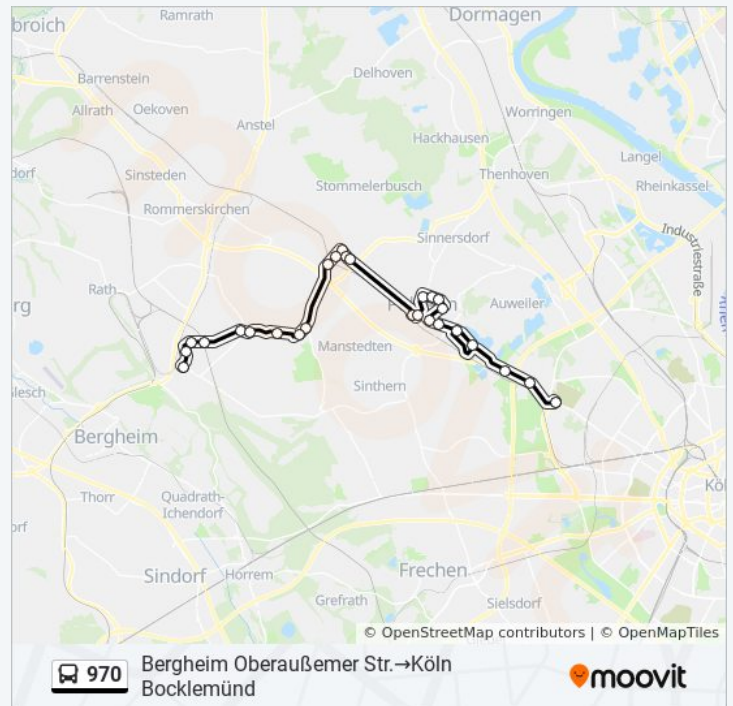 broich
Ramrath
Dormagen
Delhoven
Barrenstein
Allrath
Oekoven
Anstel
Worringen
Hackhausen
Langel
dorf
Sinsteden
Stommelerbusch
Thenhoven
Rheinkassel
Rommerskirchen
Sinnersdorf
Industriestraße
Rath
rg
Auweiler
Manstedten
Glesch
Sinthern
Bergheim
Thorr
Quadrath-
Ichendorf
Köl
orf
Sindorf
Horrem
Frechen
Grefrath
Sielsdorf
© OpenStreetMap contributors | © OpenMapTiles
970
Bergheim Oberaußemer Str.→Köln
Bocklemünd
moovit